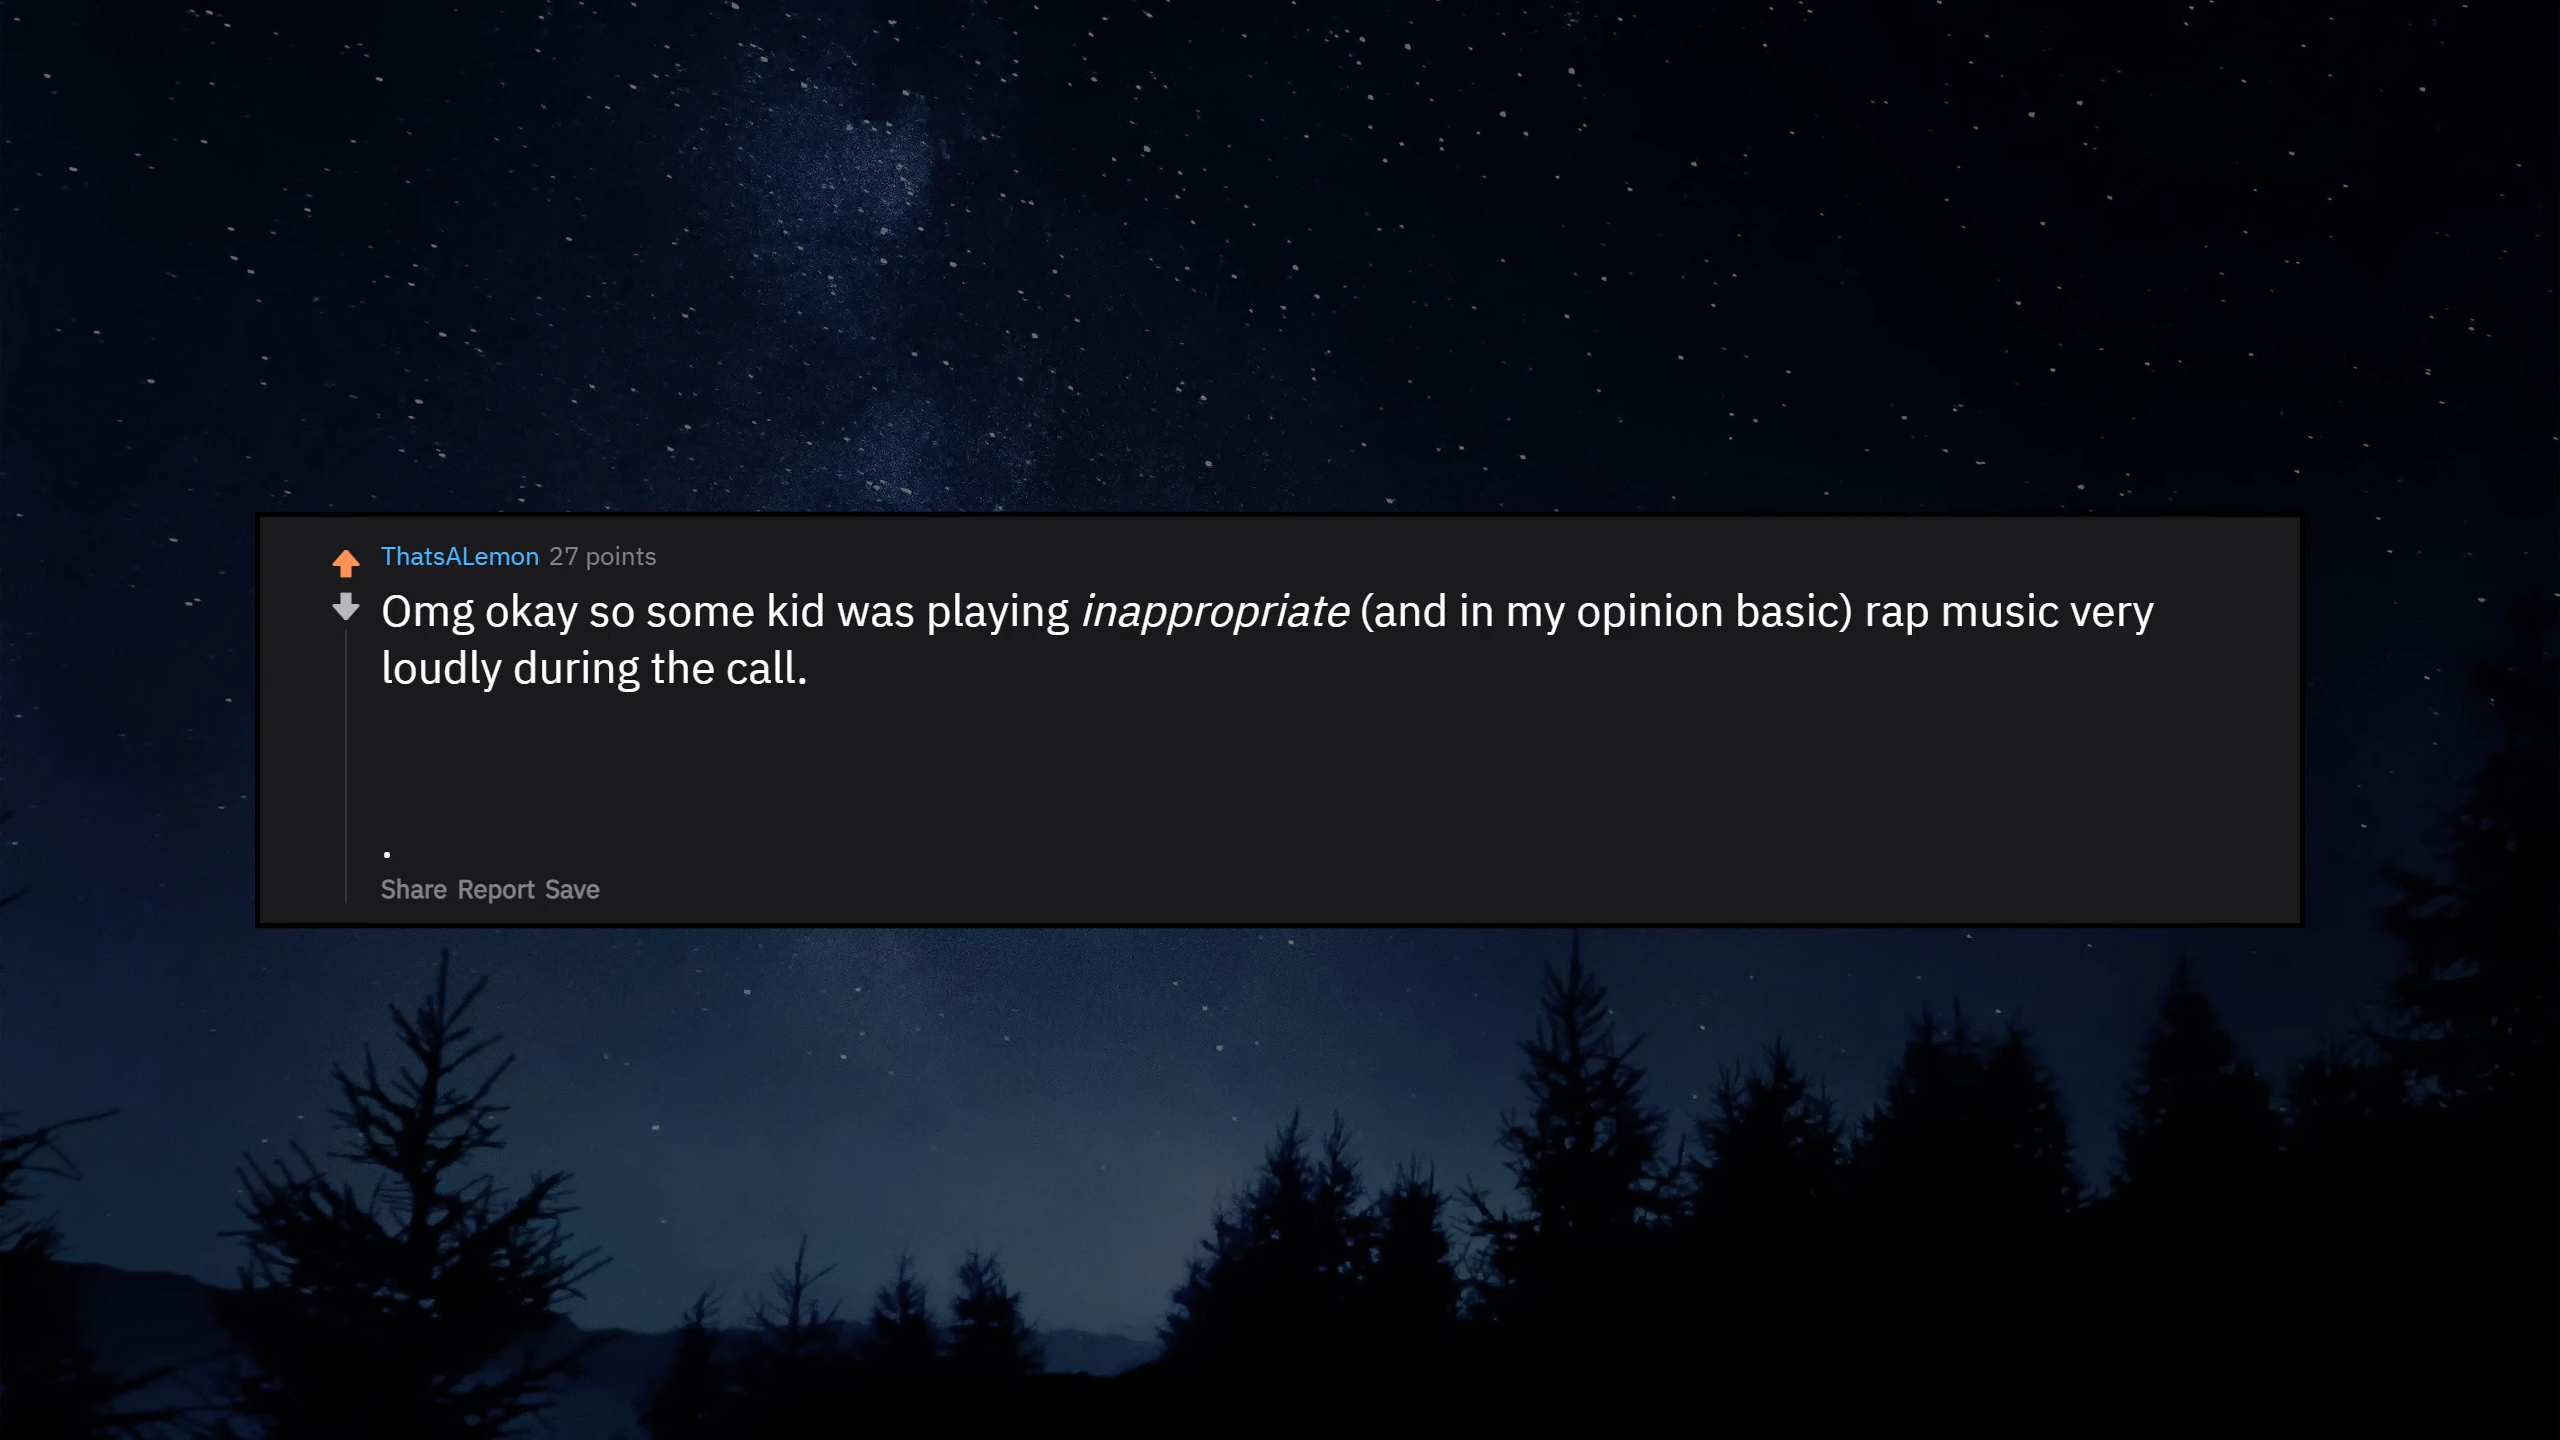 ThatsALemon 27 points
Omg okay so some kid was playing inappropriate (and in my opinion basic) rap music very
loudly during the call.
.
Share Report Save